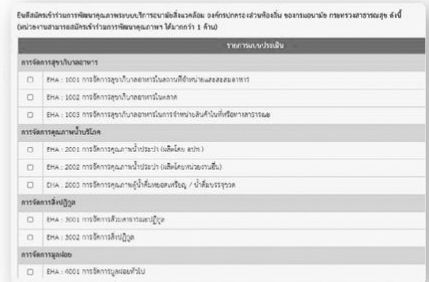 ยินดีสมัครเข้าร่วมการพัฒนาคุณภาพระบบบริการอนามัยสิ่งแวดล้อม องค์กรปกครองส่วนท้องถิ่น ของกรมอนามัย กระทรวงสาธารณสุข ดังนี้
(หน่วยงานสามารถสมัครเข้าร่วมการพัฒนาคุณภาพฯ ได้มากกว่า 1 ด้าน)
รายการแบบประเมิน
การจัดการสุขาภิบาลอาหาร
EHA : 1001 การจัดการสุขาภิบาลอาหารในสถานที่จำหน่ายและสะสมอาหาร
EHA : 1002 การจัดการสุขาภิบาลอาหารในตลาด
EHA : 1003 การจัดการสุขาภิบาลอาหารในการจำหน่ายสินค้าในที่หรือทางสาธารณะ
การจัดการคุณภาพน้ำบริโภค
EHA : 2001 การจัดการคุณภาพน้ำประปา (ผลิตโดย อปท.)
EHA : 2002 การจัดการคุณภาพน้ำประปา (ผลิตโดยหน่วยงานอื่น)
EHA : 2003 การจัดการคุณภาพตู้น้ำดื่มหยอดเหรียญ / น้ำดื่มบรรจุขวด
การจัดการสิ่งปฏิกูล
EHA : 3001 การจัดการส้วมสาธารณะ
EHA : 3002 การจัดการสิ่งปฏิกูล
การจัดการมูลฝอย
EHA : 4001 การจัดการมูลฝอยทั่วไป